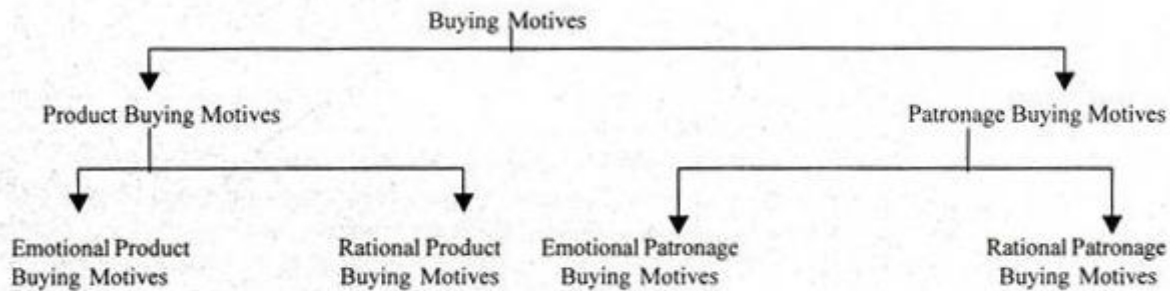 Buying Motives
Product Buying Motives
Patronage Buying Motives
Emotional Product
Buying Motives
Rational Product
Buying Motives
Emotional Patronage
Buying Motives
Rational Patronage
Buying Motives